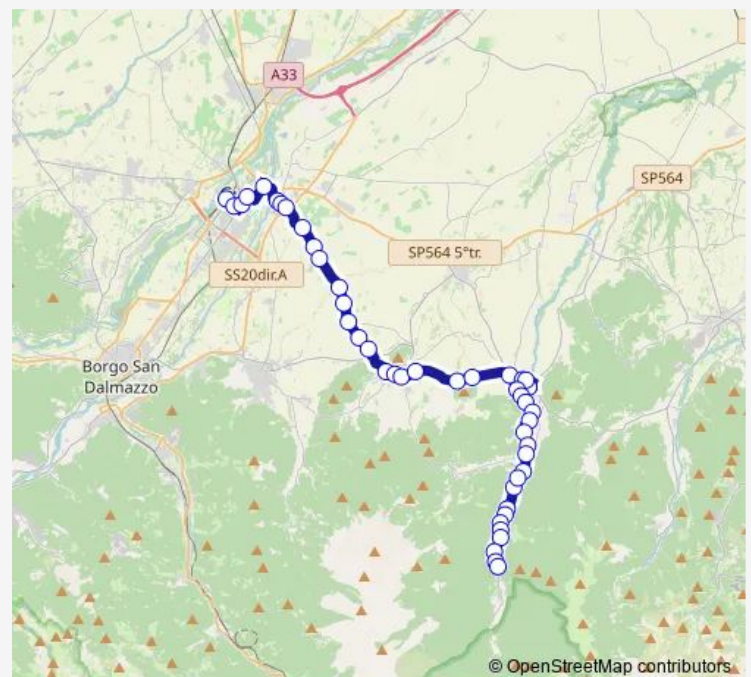 A33
SP564
SP564 5°tr.
SS20dir.A
Borgo San
Dalmazzo
© OpenStreetMap contributors